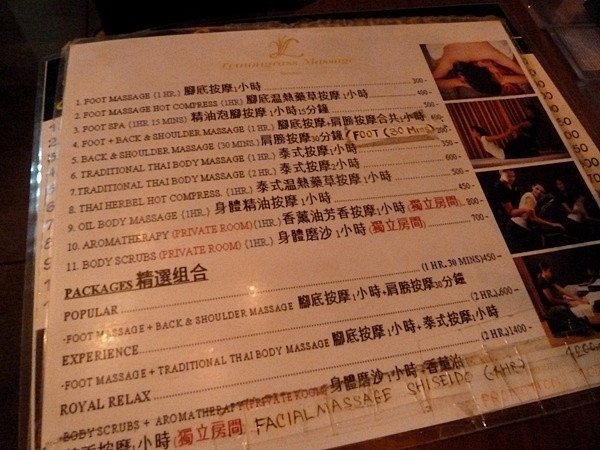 Lemongrass Massage
1. FOOT MASSAGE (1 HR.) 腳底按摩1小時 300-
2. FOOT MASSAGE HOT COMPRESS (1HR.) 腳底温熱藥草按摩1小時 400-
3. FOOT SPA (1HR 15 MINS) 精油泡腳按摩1小時15分鐘 500-
4. FOOT + BACK & SHOULDER MASSAGE (1 HR.) 腳底按摩+肩膀按摩合共1小時 400-
5. BACK & SHOULDER MASSAGE (30 MINS.) 肩膀按摩30分鐘 (FOOT (30 Mins) 200-
6. TRADITIONAL THAI BODY MASSAGE (1 HR.) 泰式按摩1小時 350-
7. TRADITIONAL THAI BODY MASSAGE (2 HR.) 泰式按摩2小時 600-
8. THAI HERBEL HOT COMPRESS. (1HR.) 泰式温熱藥草按摩1小時 450-
9. OIL BODY MASSAGE (1HR.) 身體精油按摩1小時 500-
10. AROMATHERAPY (PRIVATE ROOM) (1HR.) 香薰油芳香按摩1小時 (獨立房間) 800-
11. BODY SCRUBS (PRIVATE ROOM) (1HR.) 身體磨沙1小時 (獨立房間) 700-
PACKAGES 精選组合
POPULAR (1 HR. 30 MINS)450-
-FOOT MASSAGE + BACK & SHOULDER MASSAGE 腳底按摩1小時+肩膀按摩30分鐘
EXPERIENCE (2 HR.)600-
-FOOT MASSAGE + TRADITIONAL THAI BODY MASSAGE 腳底按摩1小時+泰式按摩1小時
ROYAL RELAX (2 HR.)1400-
-BODY SCRUBS + AROMATHERAPY (PRIVATE ROOM) 身體磨沙1小時+香薰油
按摩1小時 (獨立房間) FACIAL MASSAGE SHISEIDO (1HR)